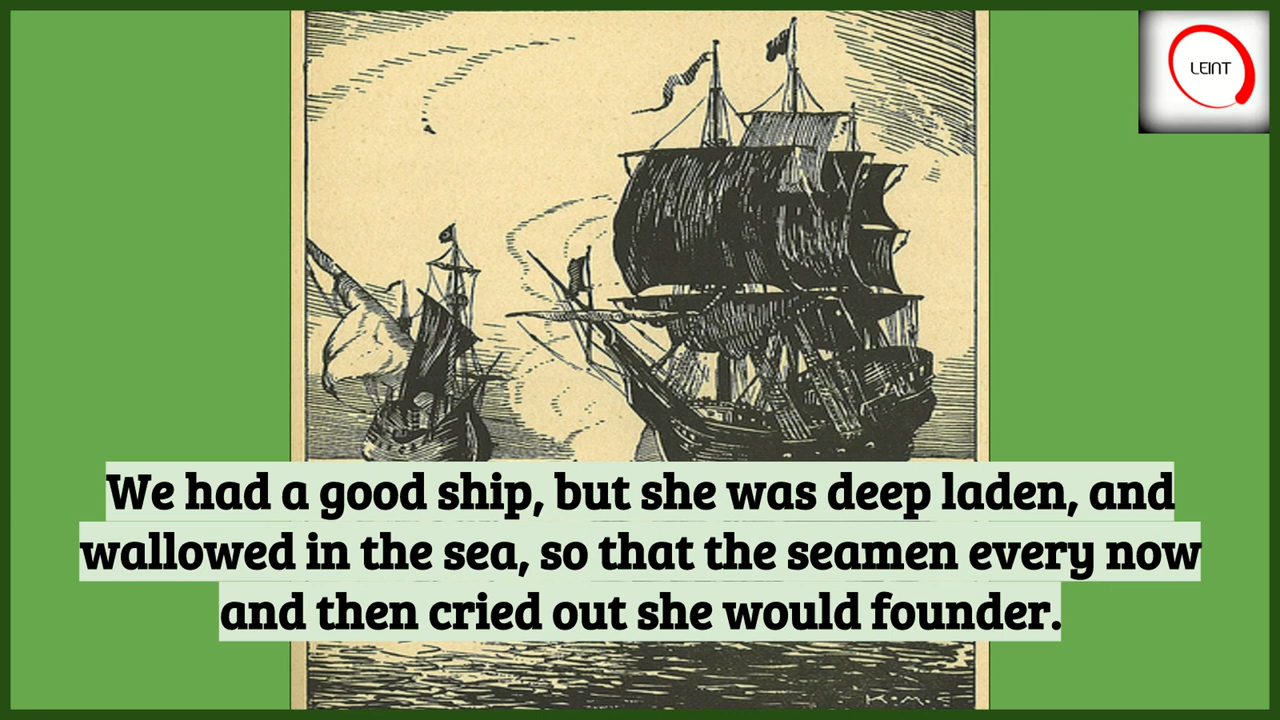 LEINT
We had a good ship, but she was deep laden, and
wallowed in the sea, so that the seamen every now
and then cried out she would founder.